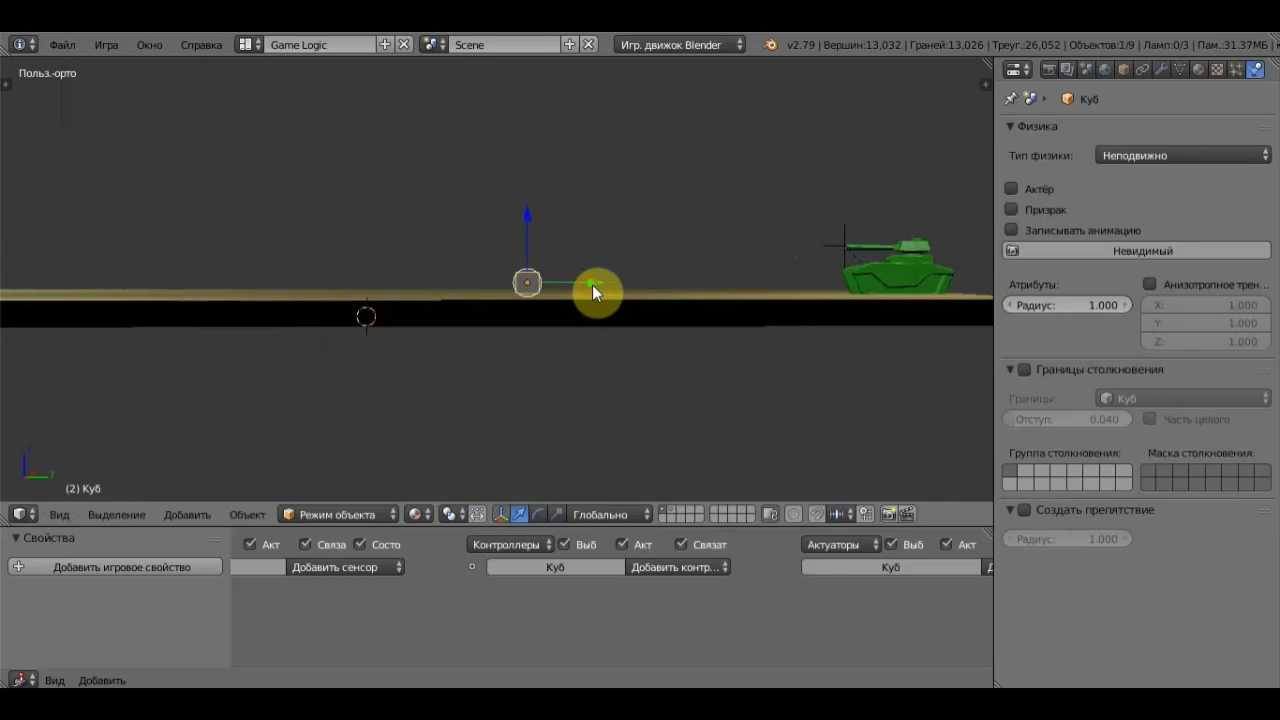 Файл Игра Окно Справка Game Logic Scene Игр. движок Blender v2.79 | Вершин:13,032 | Граней:13,026 | Треуг.:26,052 | Объектов:1/9 | Ламп:0/3 | Пам.:31.37МБ |
Польз.-орто
Куб
Физика
Тип физики: Неподвижно
Актёр
Призрак
Записывать анимацию
Невидимый
Атрибуты: Анизотропное трен...
Радиус: 1.000 X: 1.000
Y: 1.000
Z: 1.000
Границы столкновения
Границы: Куб
Отступ: 0.040 Часть целого
Группа столкновения: Маска столкновения:
z
x y
(2) Куб
Вид Выделение Добавить Объект Режим объекта Глобально
Создать препятствие
Радиус: 1.000
Свойства Акт Связа Состо Контроллеры Выб Акт Связат Актуаторы Выб Акт
Добавить игровое свойство Добавить сенсор Куб Добавить контр... Куб
Вид Добавить